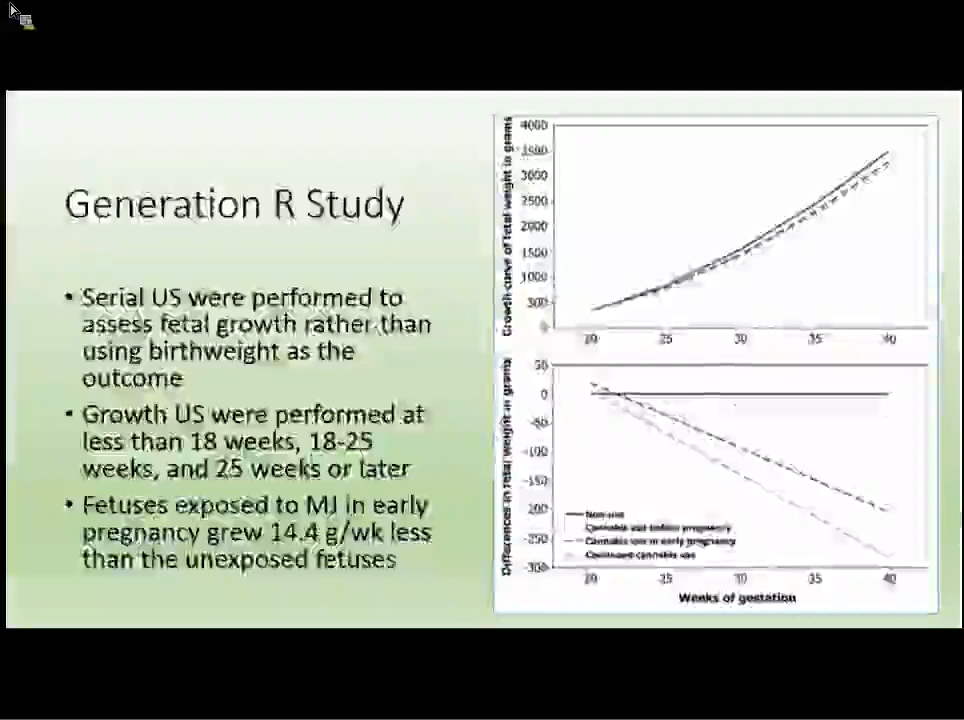 Generation R Study
• Serial US were performed to
assess fetal growth rather than
using birthweight as the
outcome
• Growth US were performed at
less than 18 weeks, 18-25
weeks, and 25 weeks or later
• Fetuses exposed to MJ in early
pregnancy grew 14.4 g/wk less
than the unexposed fetuses
Growth curve of fetal weight in grams
4000
3500
3000
2500
2000
1500
1000
500
0
20 25 30 35 40
Differences in fetal weight in grams
50
0
-50
-100
-150
200
-250
-300
Non-use
Cannabis use before pregnancy
Cannabis use in early pregnancy
Continued cannabis use
20 25 30 35 40
Weeks of gestation